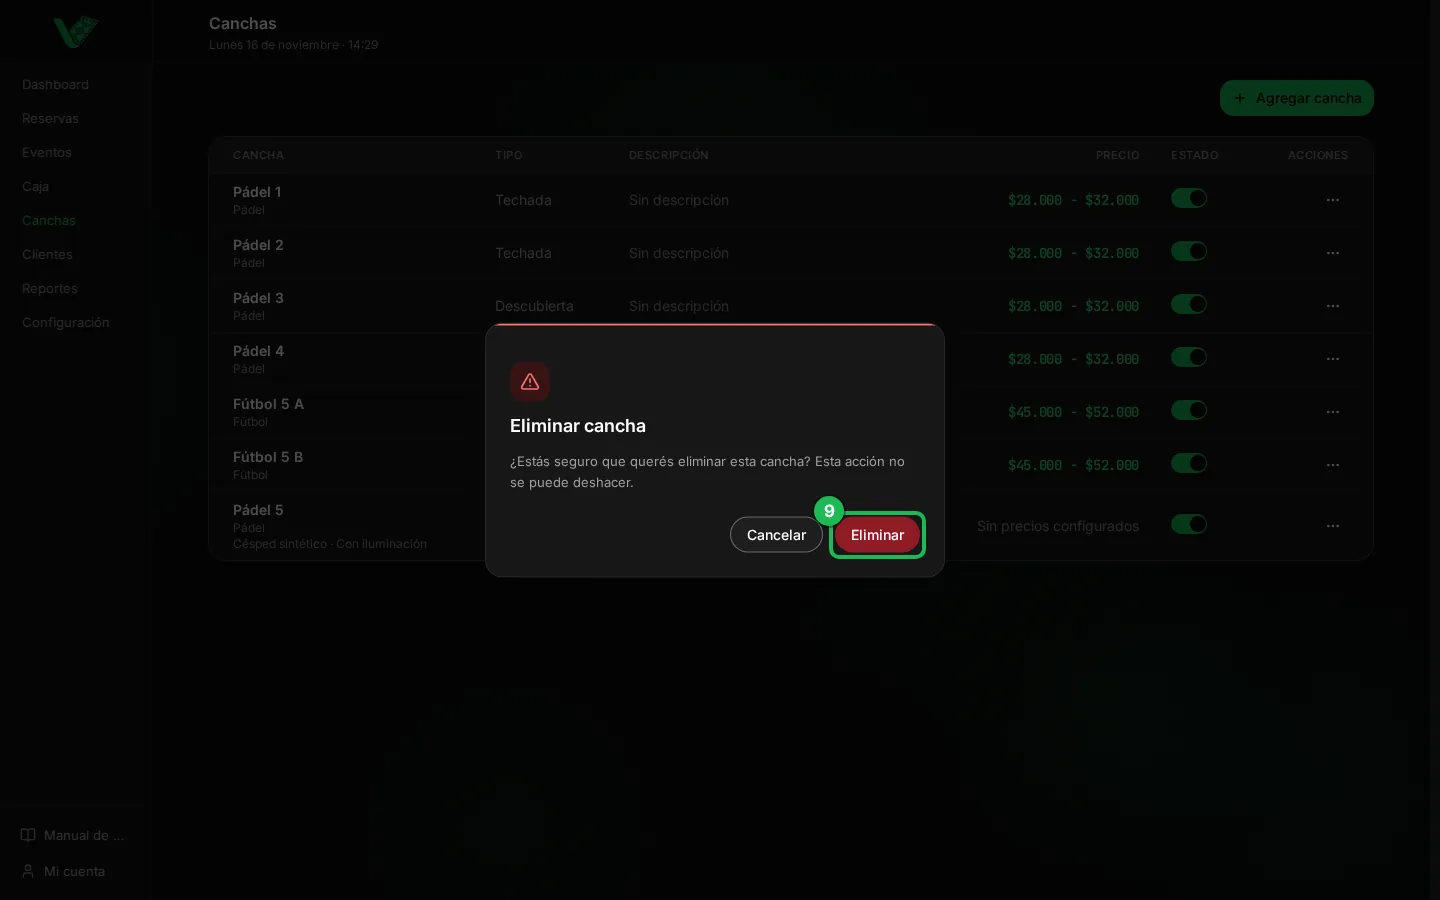 Canchas
Lunes 16 de noviembre · 14:29
Dashboard
Reservas
Eventos
Caja
Canchas
Clientes
Reportes
Configuración
Manual de ...
Mi cuenta
+ Agregar cancha
CANCHA TIPO DESCRIPCIÓN PRECIO ESTADO ACCIONES
Pádel 1
Pádel
Techada Sin descripción $28.000 - $32.000
Pádel 2
Pádel
Techada Sin descripción $28.000 - $32.000
Pádel 3
Pádel
Descubierta Sin descripción $28.000 - $32.000
Pádel 4
Pádel
$28.000 - $32.000
Fútbol 5 A
Fútbol
$45.000 - $52.000
Fútbol 5 B
Fútbol
$45.000 - $52.000
Pádel 5
Pádel
Césped sintético · Con iluminación
Sin precios configurados
Eliminar cancha
¿Estás seguro que querés eliminar esta cancha? Esta acción no
se puede deshacer.
9
Cancelar Eliminar